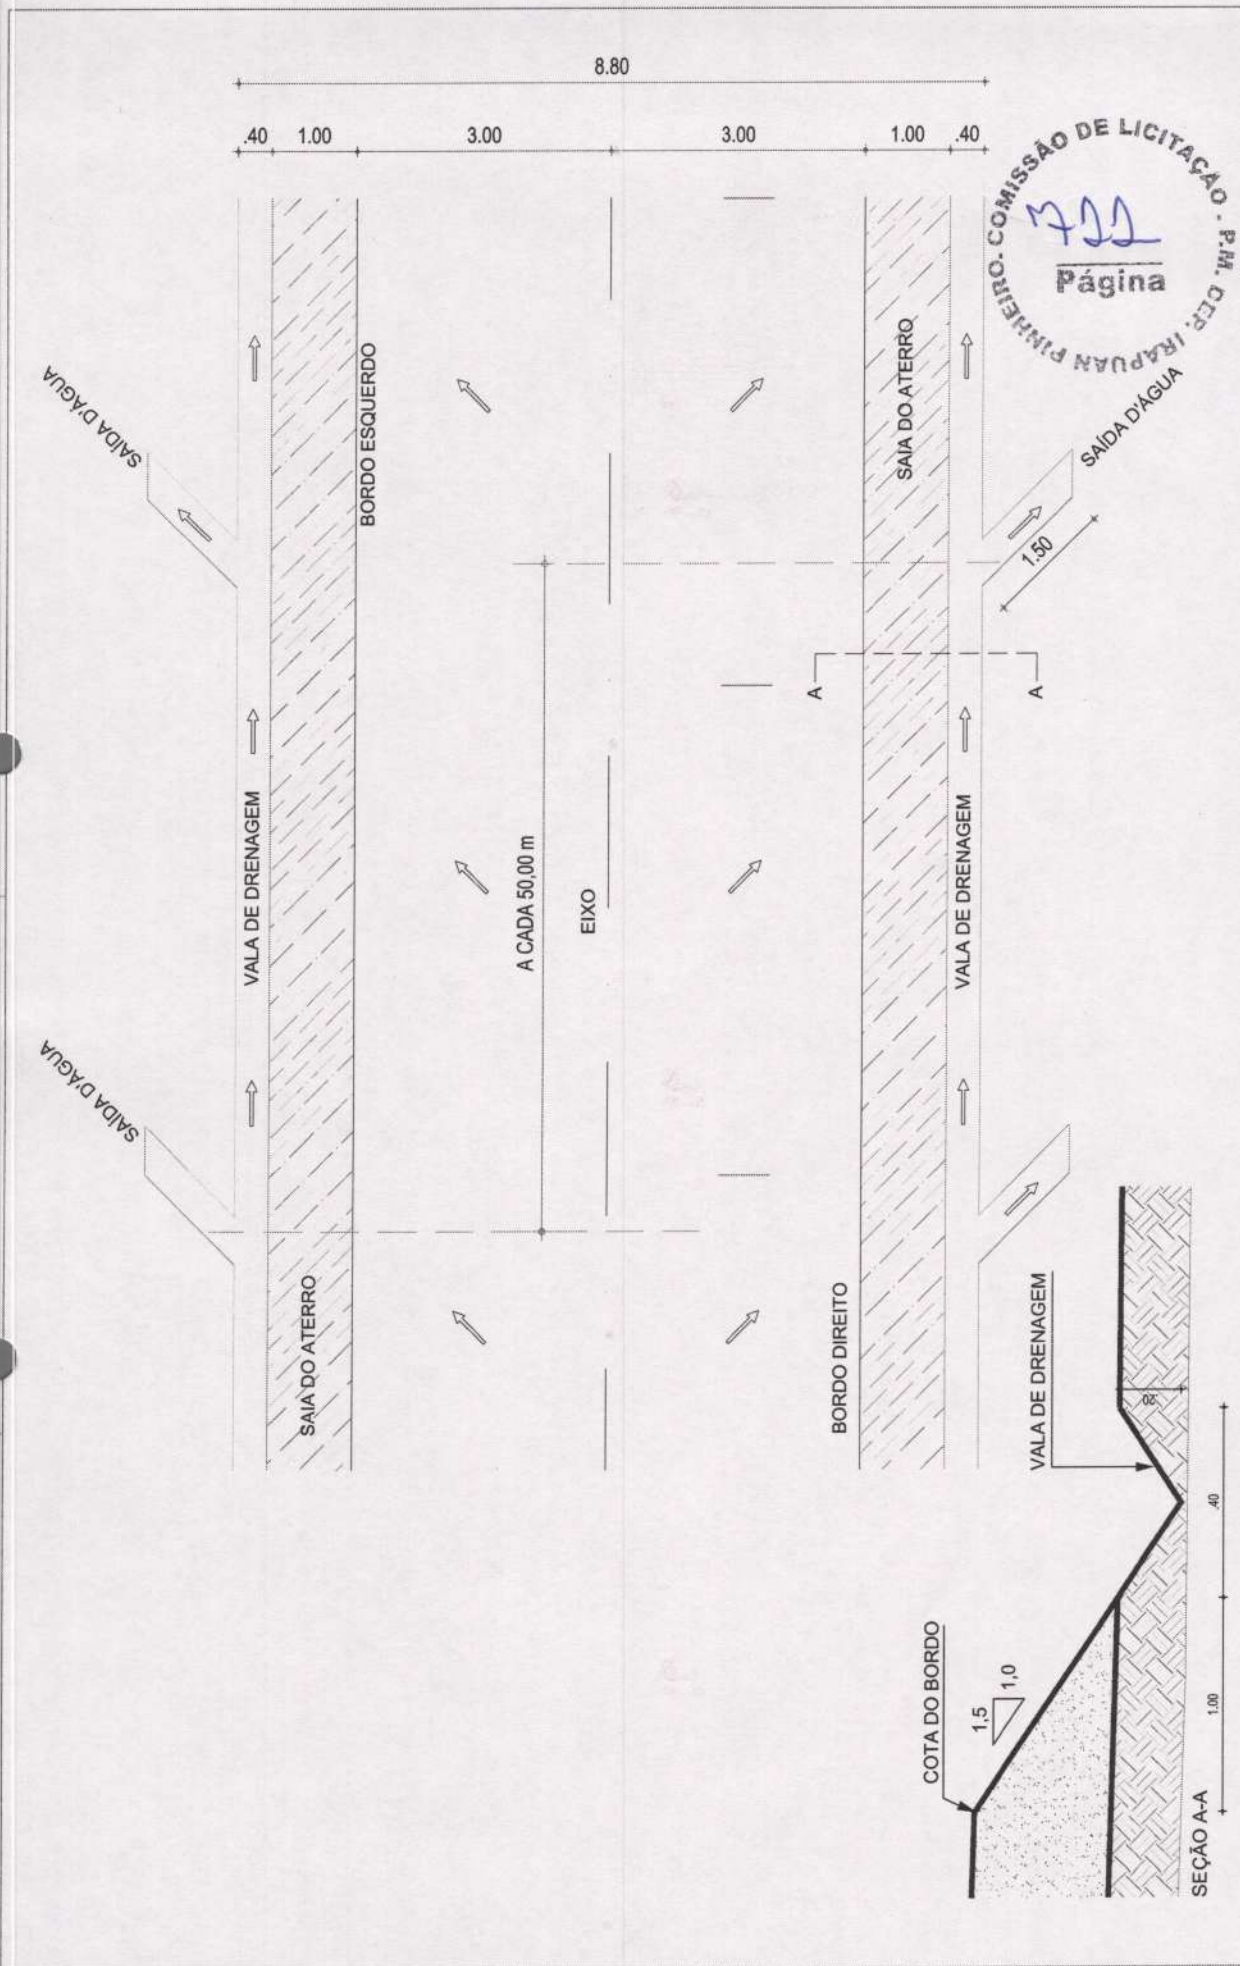 8.80
.40 1.00 3.00 3.00 1.00 .40
COMISSÃO DE LICITAÇÃO - P.M. DEP. IRAPUAN PINHEIRO.
722
Página
SAÍDA D'ÁGUA
BORDO ESQUERDO
SAIA DO ATERRO
SAÍDA D'ÁGUA
1.50
A
A
VALA DE DRENAGEM
A CADA 50,00 m
EIXO
VALA DE DRENAGEM
SAÍDA D'ÁGUA
SAIA DO ATERRO
BORDO DIREITO
VALA DE DRENAGEM
.20
.40
COTA DO BORDO
1,5
1,0
1.00
SEÇÃO A-A